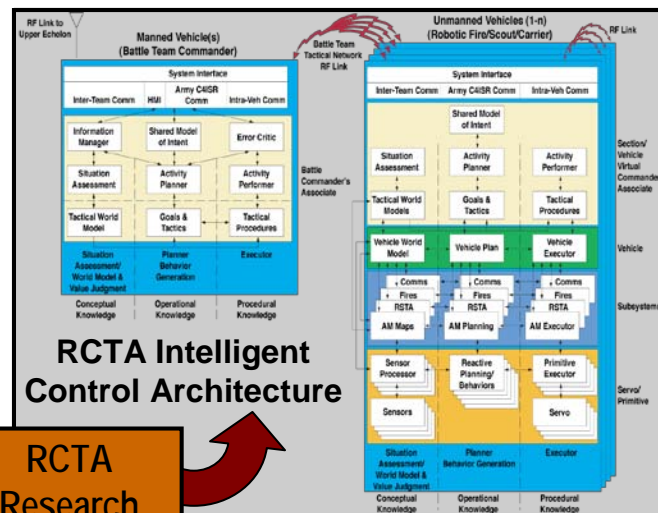 RF Link to
Upper Echelon
Manned Vehicle(s)
(Battle Team Commander)
System Interface
Army C4ISR
Inter-Team Comm HMI Comm Intra-Veh Comm
Information
Manager
Shared Model
of Intent
Error Critic
Situation
Assessment
Activity
Planner
Activity
Performer
Tactical World
Model
Goals &
Tactics
Tactical
Procedures
Situation
Assessment/
World Model &
Value Judgment
Planner
Behavior
Generation
Executor
Conceptual
Knowledge
Operational
Knowledge
Procedural
Knowledge
Battle
Commander's
Associate
Battle Team
Tactical Network
RF Link
Unmanned Vehicles (1-n)
(Robotic Fire/Scout/Carrier)
RF Link
System Interface
Inter-Team Comm Army C4ISR Comm Intra-Veh Comm
Shared Model
of Intent
Situation
Assessment
Activity
Planner
Activity
Performer
Tactical World
Models
Goals &
Tactics
Tactical
Procedures
Section/
Vehicle
Virtual
Commander
Associate
Vehicle World
Model
Vehicle Plan
Vehicle
Executor
Vehicle
Comms Comms Comms
Fires Fires Fires
RSTA RSTA RSTA
AM Maps AM Planning AM Executor
Subsystem
Sensor
Processor
Reactive
Planning/
Behaviors
Primitive
Executor
Sensors
Servo
Servo/
Primitive
Situation
Assessment/
World Model &
Value Judgment
Planner
Behavior Generation
Executor
Conceptual
Knowledge
Operational
Knowledge
Procedural
Knowledge
RCTA Intelligent
Control Architecture
RCTA
Research